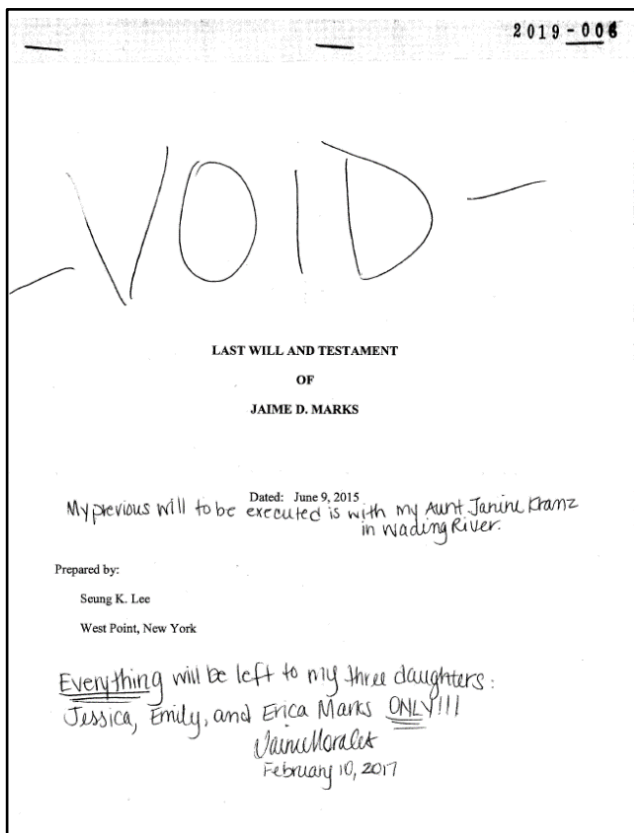 2019-006
-VOID-
LAST WILL AND TESTAMENT
OF
JAIME D. MARKS
Dated: June 9, 2015
My previous will to be executed is with my Aunt Janine Kranz
in Wading River.
Prepared by:
Seung K. Lee
West Point, New York
Everything will be left to my three daughters:
Jessica, Emily, and Erica Marks ONLY!!!
Jaime Morales
February 10, 2017